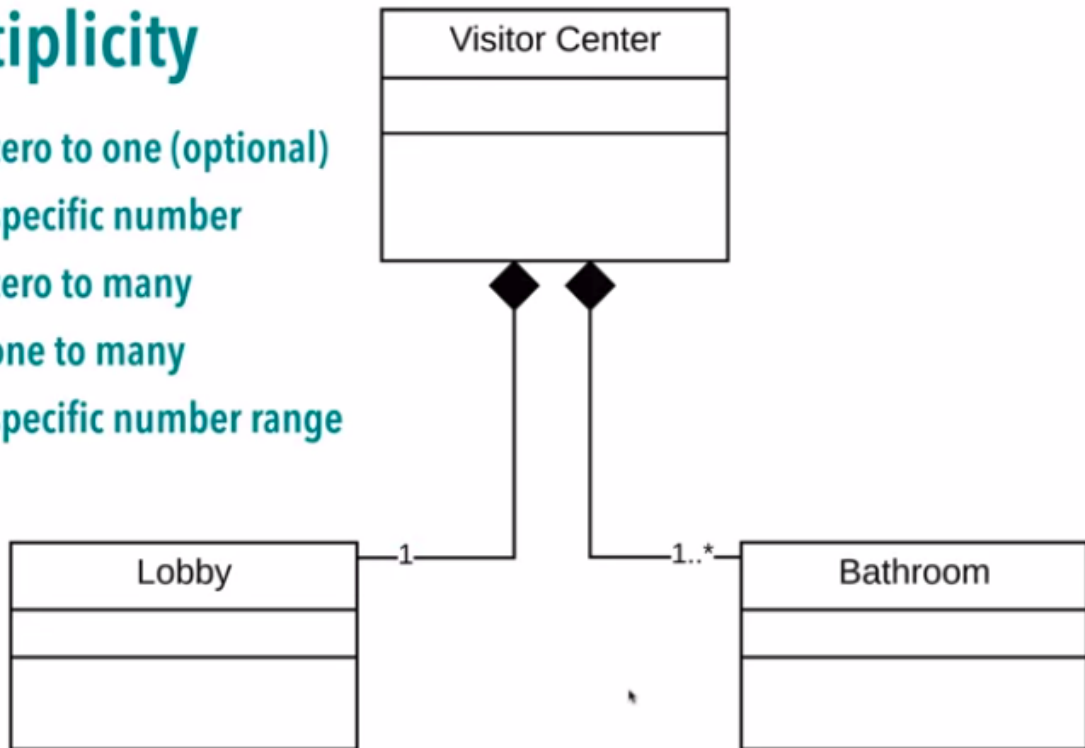 tiplicity
ero to one (optional)
pecific number
ero to many
one to many
specific number range
Visitor Center
Lobby
1
1..*
Bathroom